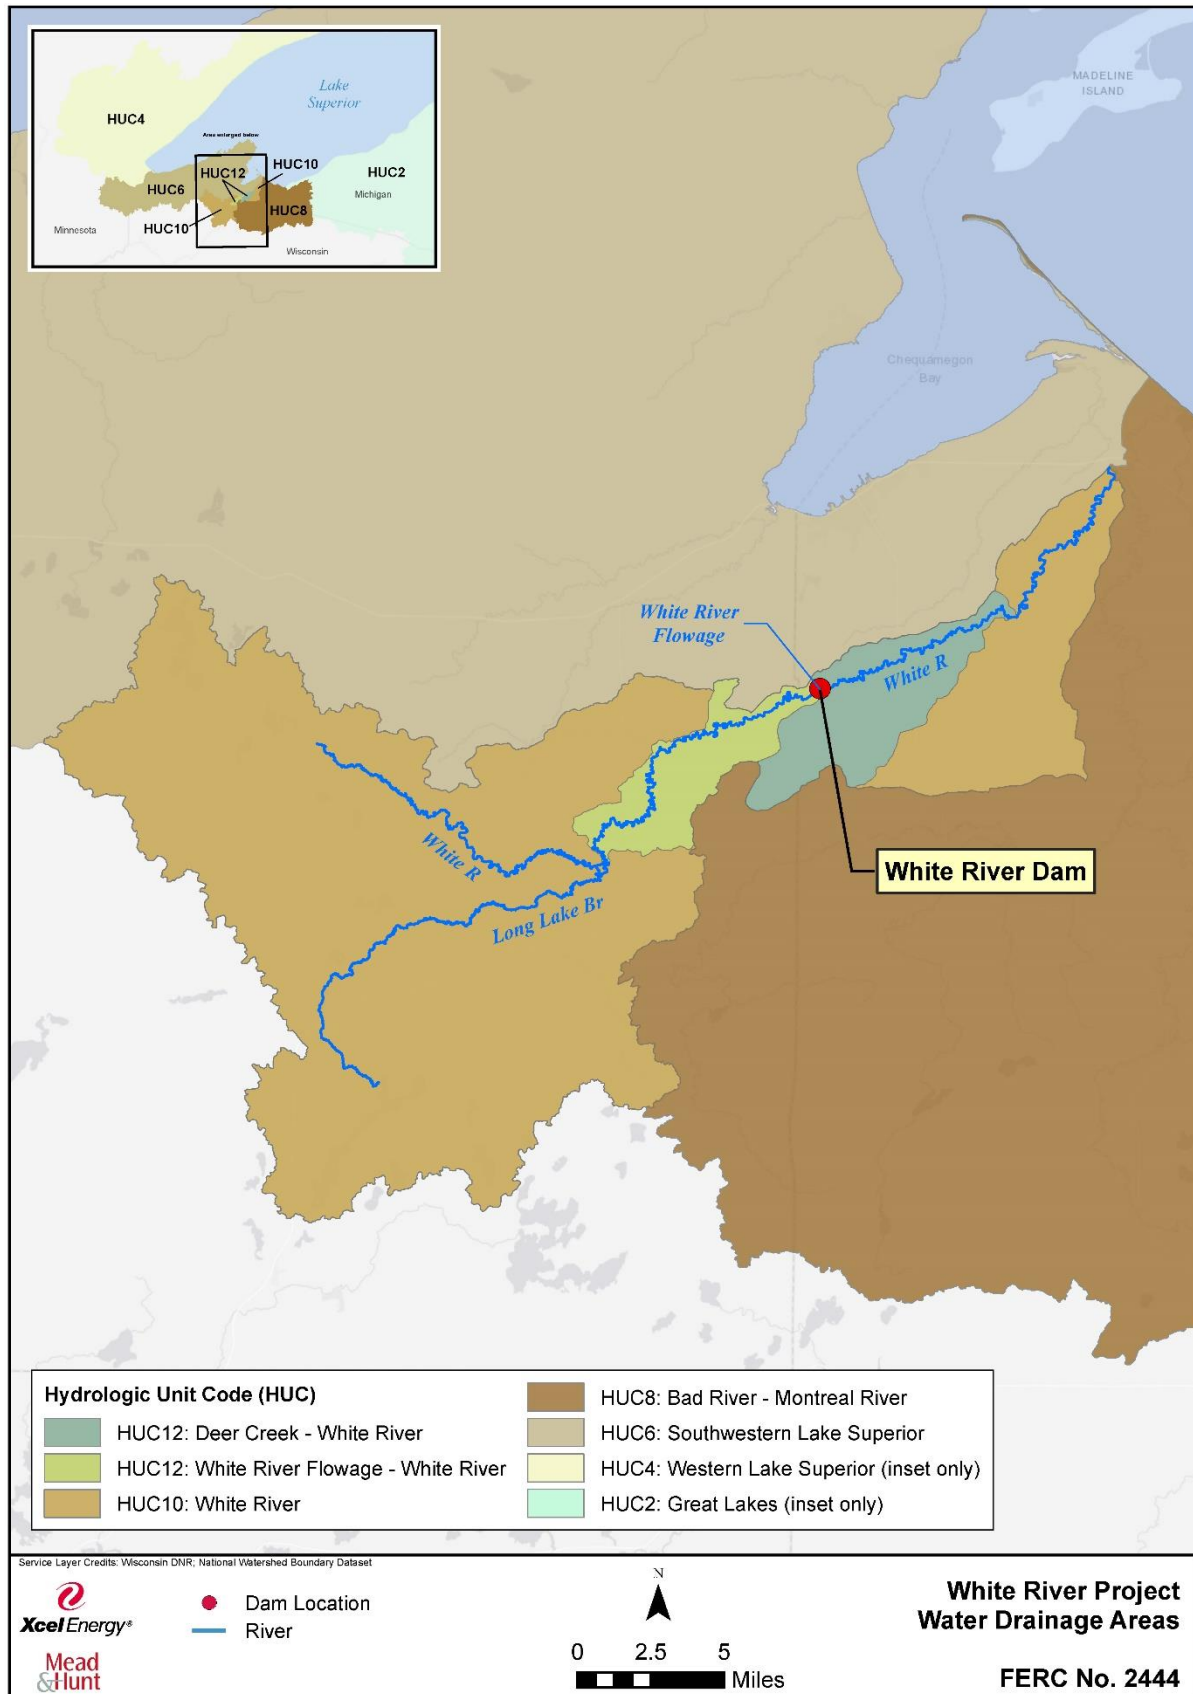 HUC4
Lake
Superior
Area enlarged below
HUC10
HUC12
HUC2
HUC6
Michigan
HUC8
Minnesota
HUC10
Wisconsin
MADELINE
ISLAND
Chequamegon
Bay
White River
Flowage
White R
White R
White River Dam
Long Lake Br
Hydrologic Unit Code (HUC)
HUC12: Deer Creek - White River
HUC12: White River Flowage - White River
HUC10: White River
HUC8: Bad River - Montreal River
HUC6: Southwestern Lake Superior
HUC4: Western Lake Superior (inset only)
HUC2: Great Lakes (inset only)
Service Layer Credits: Wisconsin DNR; National Watershed Boundary Dataset
Xcel Energy®
Mead
&Hunt
Dam Location
River
N
0 2.5 5
Miles
White River Project
Water Drainage Areas
FERC No. 2444